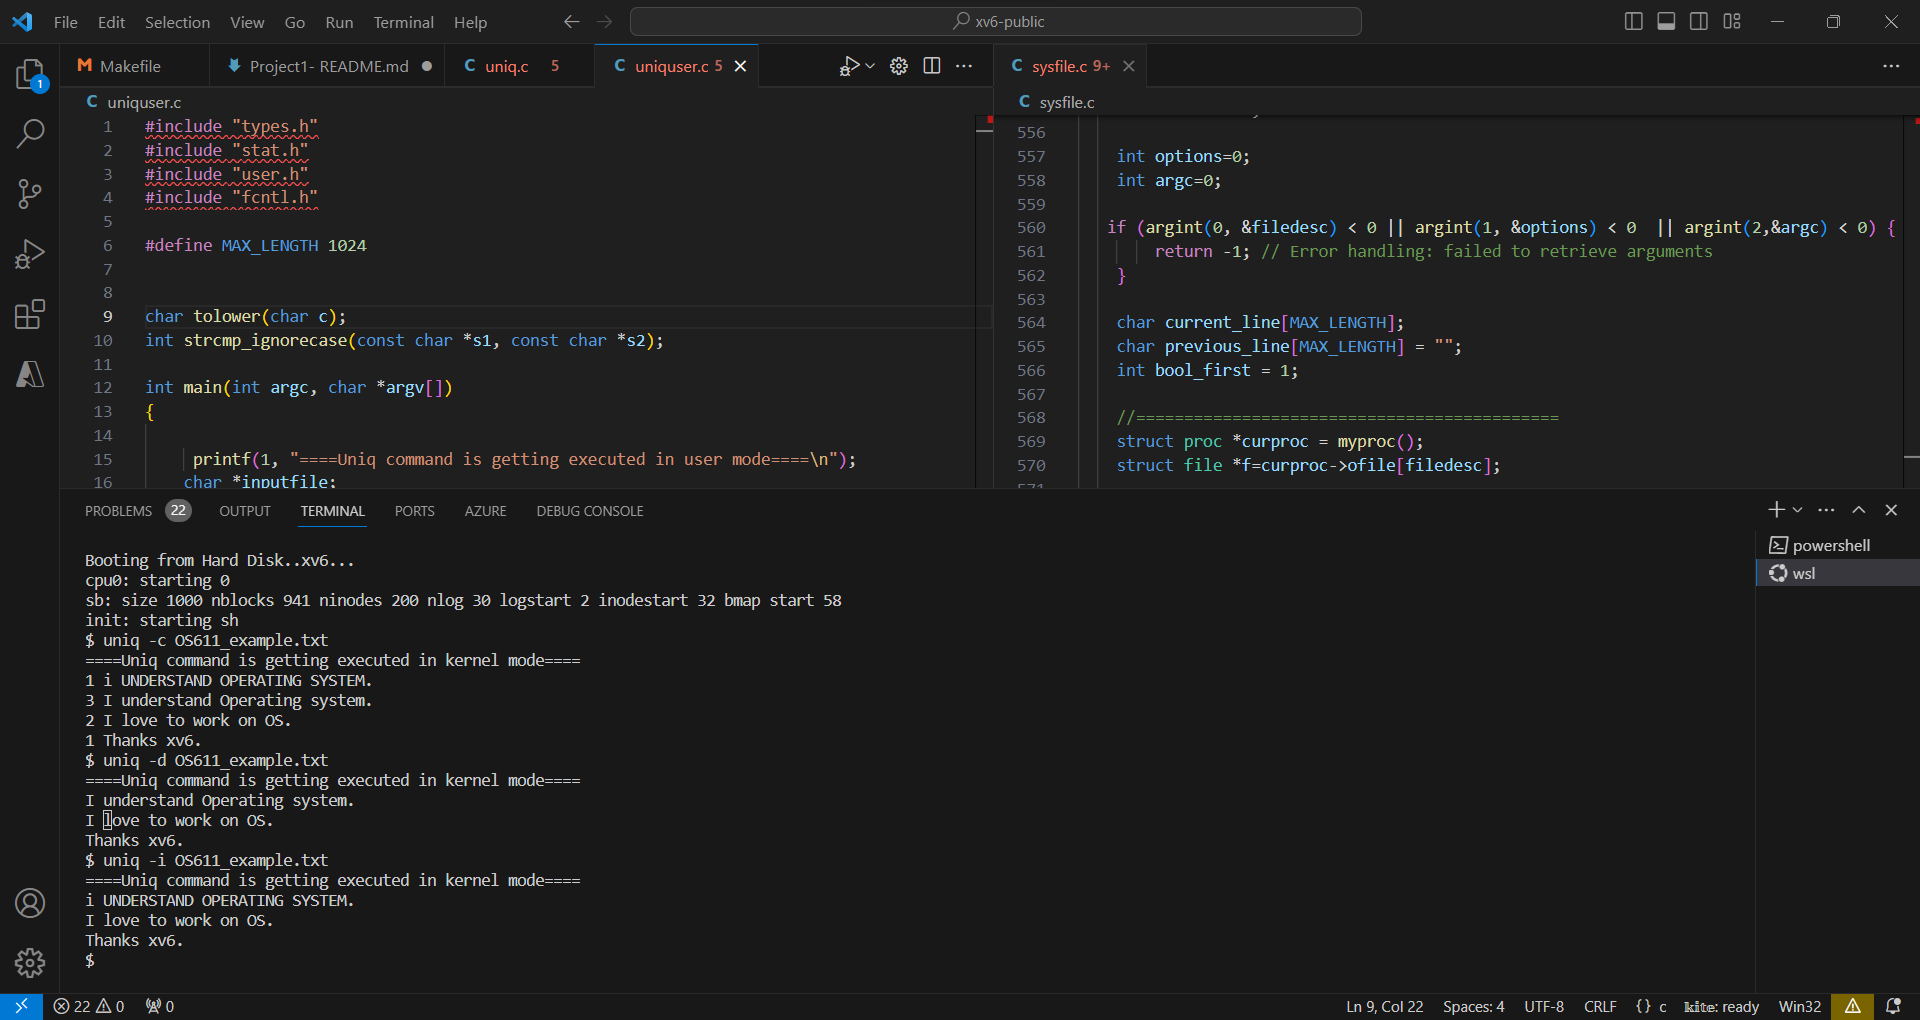 File Edit Selection View Go Run Terminal Help xv6-public
Makefile Project1- README.md uniq.c 5 uniquser.c 5
uniquser.c
1 #include "types.h"
2 #include "stat.h"
3 #include "user.h"
4 #include "fcntl.h"
5
6 #define MAX_LENGTH 1024
7
8
9 char tolower(char c);
10 int strcmp_ignorecase(const char *s1, const char *s2);
11
12 int main(int argc, char *argv[])
13 {
14
15 printf(1, "====Uniq command is getting executed in user mode====\n");
16 char *inputfile;
sysfile.c 9+
sysfile.c
556
557 int options=0;
558 int argc=0;
559
560 if (argint(0, &filedesc) < 0 || argint(1, &options) < 0 || argint(2,&argc) < 0) {
561 return -1; // Error handling: failed to retrieve arguments
562 }
563
564 char current_line[MAX_LENGTH];
565 char previous_line[MAX_LENGTH] = "";
566 int bool_first = 1;
567
568 //============================================
569 struct proc *curproc = myproc();
570 struct file *f=curproc->ofile[filedesc];
571
PROBLEMS 22 OUTPUT TERMINAL PORTS AZURE DEBUG CONSOLE
Booting from Hard Disk..xv6...
cpu0: starting 0
sb: size 1000 nblocks 941 ninodes 200 nlog 30 logstart 2 inodestart 32 bmap start 58
init: starting sh
$ uniq -c OS611_example.txt
====Uniq command is getting executed in kernel mode====
1 i UNDERSTAND OPERATING SYSTEM.
3 I understand Operating system.
2 I love to work on OS.
1 Thanks xv6.
$ uniq -d OS611_example.txt
====Uniq command is getting executed in kernel mode====
I understand Operating system.
I love to work on OS.
Thanks xv6.
$ uniq -i OS611_example.txt
====Uniq command is getting executed in kernel mode====
i UNDERSTAND OPERATING SYSTEM.
I love to work on OS.
Thanks xv6.
$
powershell
wsl
1
22 0 0 Ln 9, Col 22 Spaces: 4 UTF-8 CRLF {} c kite: ready Win32